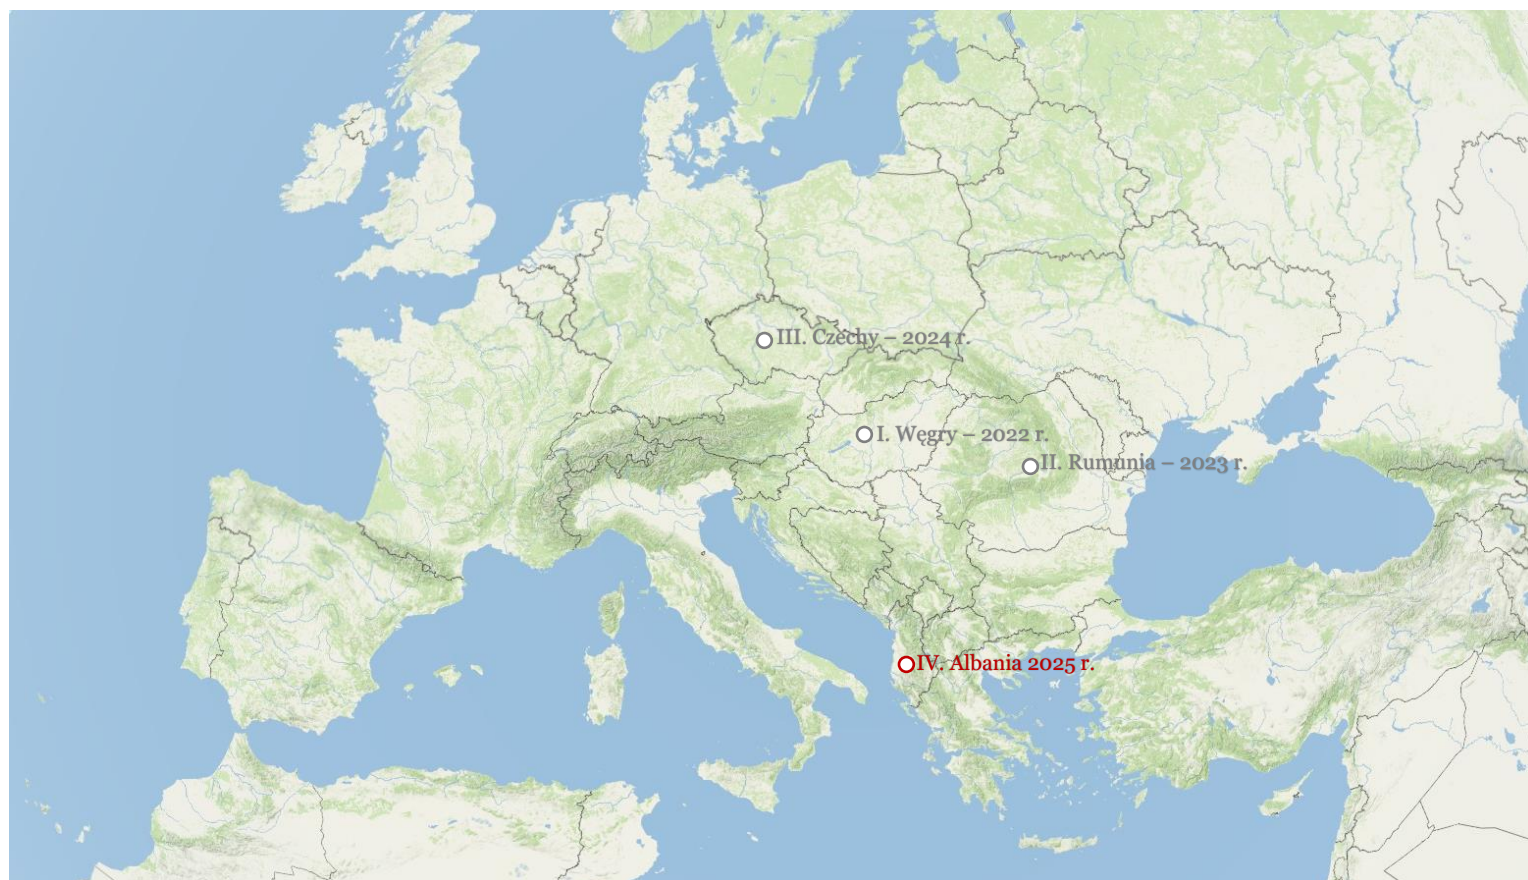 III. Czechy – 2024 r.
I. Węgry – 2022 r.
II. Rumunia – 2023 r.
IV. Albania 2025 r.